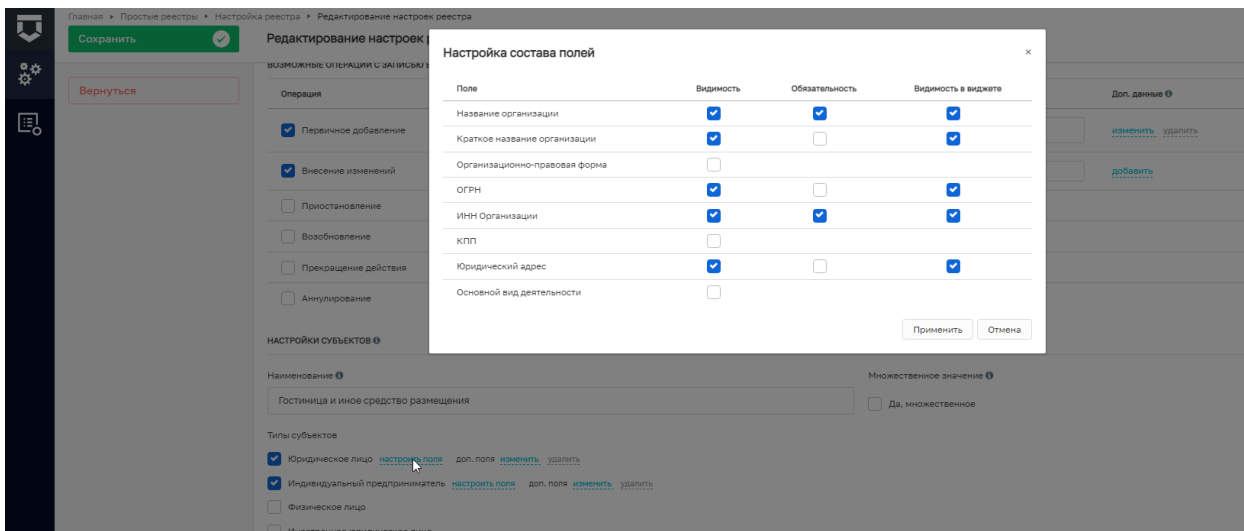 Главная ▸ Простые реестры ▸ Настройка реестра ▸ Редактирование настроек реестра
Сохранить
Вернуться
Редактирование настроек
ВОЗМОЖНЫЕ ОПЕРАЦИИ С ЗАПИСЬЮ
Операция
Доп. данные
Первичное добавление
изменить удалить
Внесение изменений
добавить
Приостановление
Возобновление
Прекращение действия
Аннулирование
Настройка состава полей
×
Поле Видимость Обязательность Видимость в виджете
Название организации
Краткое название организации
Организационно-правовая форма
ОГРН
ИНН Организации
КПП
Юридический адрес
Основной вид деятельности
Применить Отмена
НАСТРОЙКИ СУБЪЕКТОВ
Наименование
Множественное значение
Гостиница и иное средство размещения
Да, множественное
Типы субъектов
Юридическое лицо настроить поля доп. поля изменить удалить
Индивидуальный предприниматель настроить поля доп. поля изменить удалить
Физическое лицо